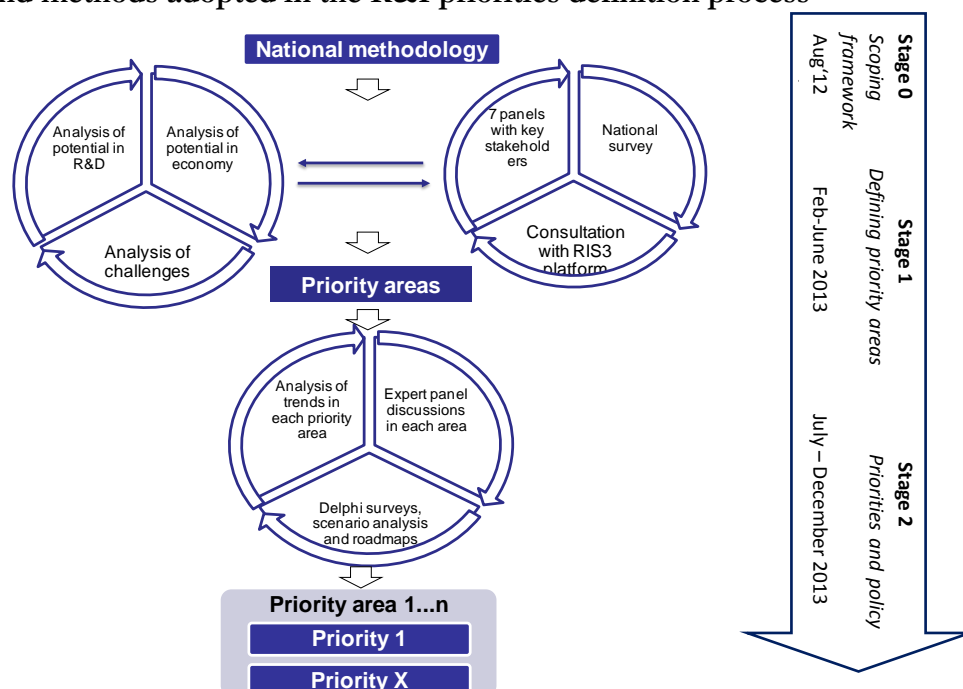 nd methods adopted in the R&I priorities definition process
National methodology
Analysis of
potential in
R&D
Analysis of
potential in
economy
Analysis of
challenges
7 panels
with key
stakehold
ers
National
survey
Consultation
with RIS3
platform
Priority areas
Analysis of
trends in
each priority
area
Expert panel
discussions
in each area
Delphi surveys,
scenario analysis
and roadmaps
Priority area 1...n
Priority 1
Priority X
Stage 0
Scoping
framework
Aug'12
Stage 1
Defining priority areas
Feb-June 2013
Stage 2
Priorities and policy
July – December 2013